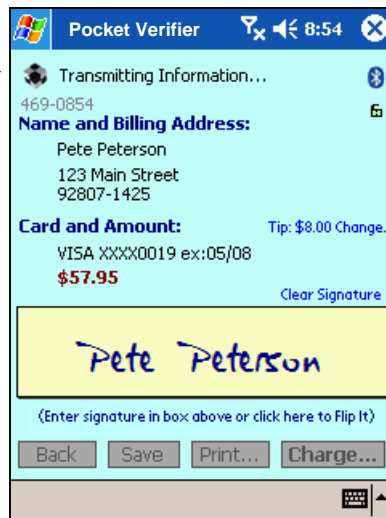 Pocket Verifier 8:54
Transmitting Information...
469-0854
Name and Billing Address:
Pete Peterson
123 Main Street
92807-1425
Card and Amount: Tip: $8.00 Change.
VISA XXXX0019 ex:05/08
$57.95
Clear Signature
Pete Peterson
(Enter signature in box above or click here to Flip It)
Back Save Print... Charge...